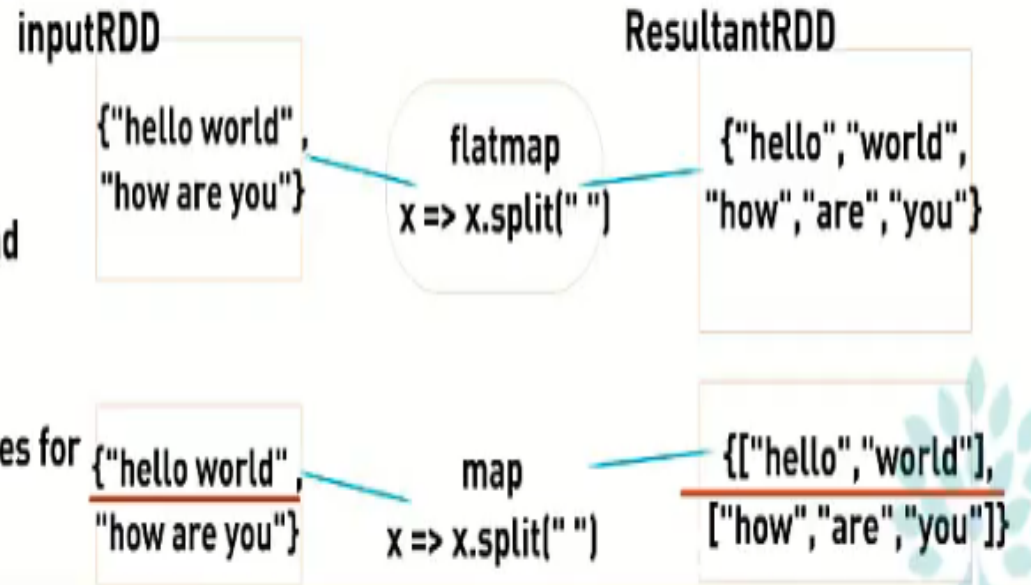 inputRDD
ResultantRDD
{"hello world" ,
"how are you"}
flatmap
x => x.split(" ")
{"hello","world",
"how","are","you"}
es for
{"hello world" ,
"how are you"}
map
x => x.split(" ")
{["hello","world"],
["how","are","you"]}